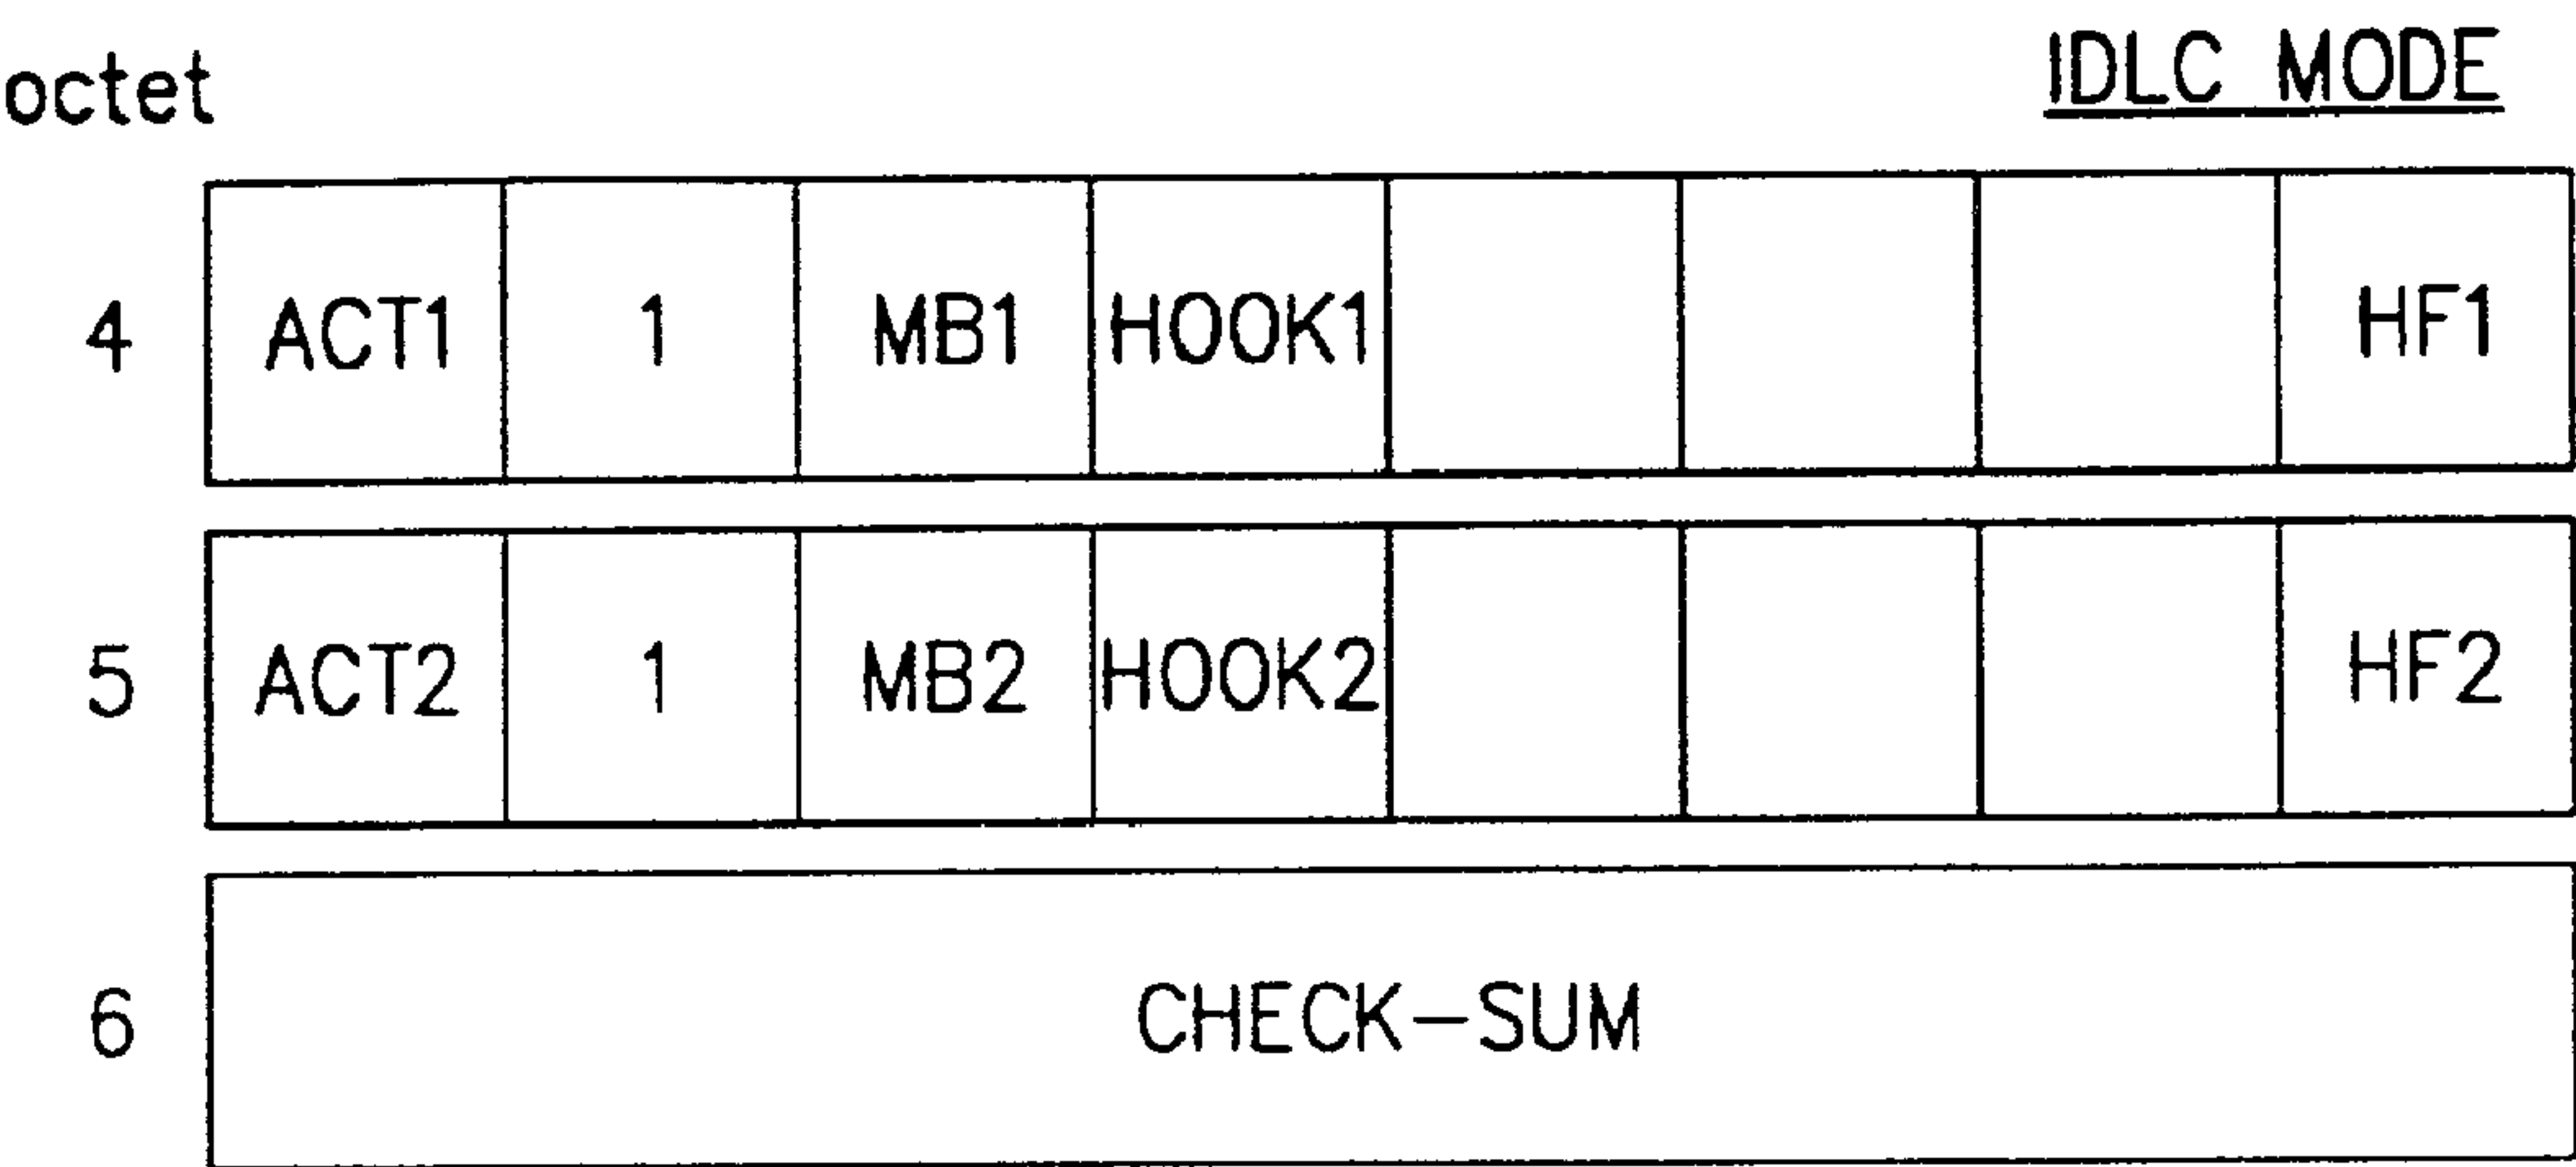 octet IDLC MODE
4 ACT1 1 MB1 HOOK1 HF1
5 ACT2 1 MB2 HOOK2 HF2
6 CHECK-SUM